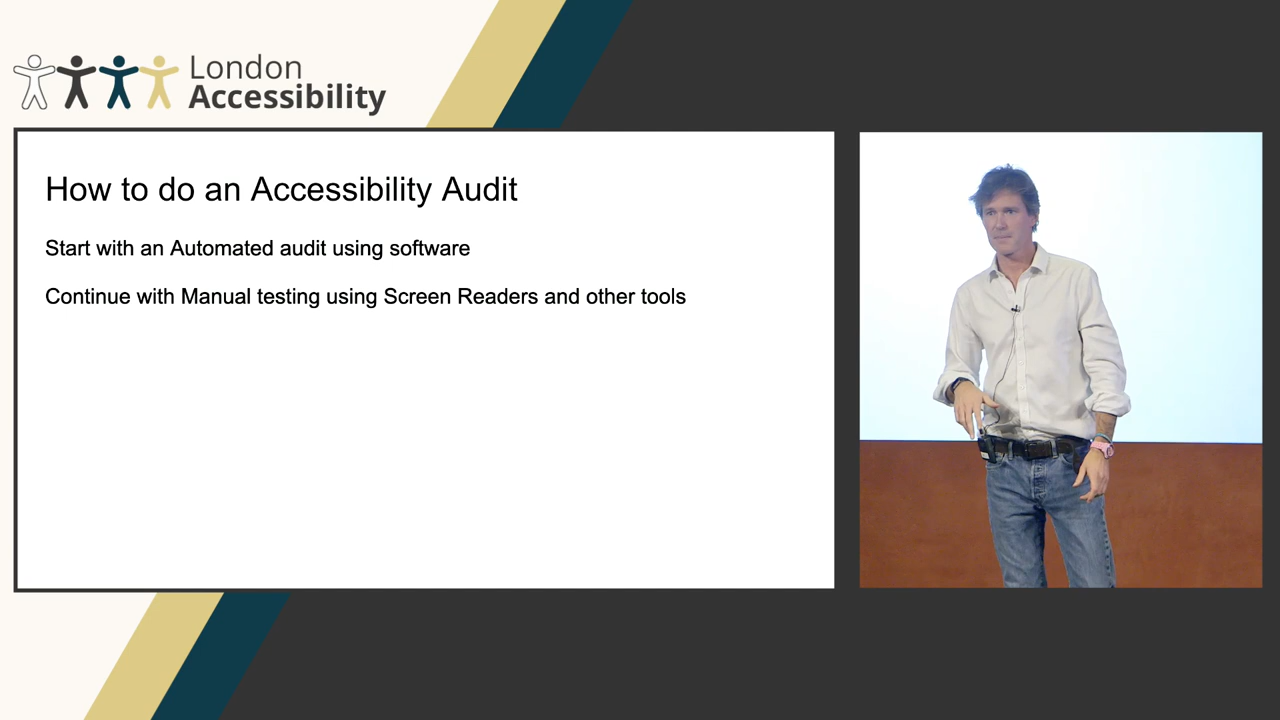 London
Accessibility
How to do an Accessibility Audit
Start with an Automated audit using software
Continue with Manual testing using Screen Readers and other tools